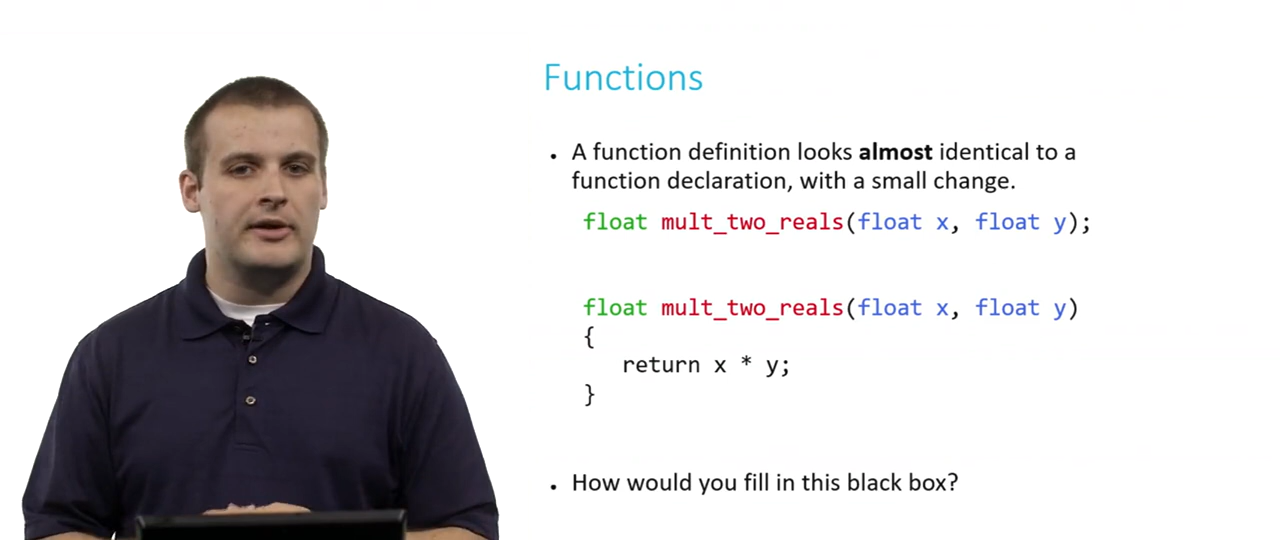 Functions
• A function definition looks almost identical to a
function declaration, with a small change.
float mult_two_reals(float x, float y);
float mult_two_reals(float x, float y)
{
return x * y;
}
• How would you fill in this black box?